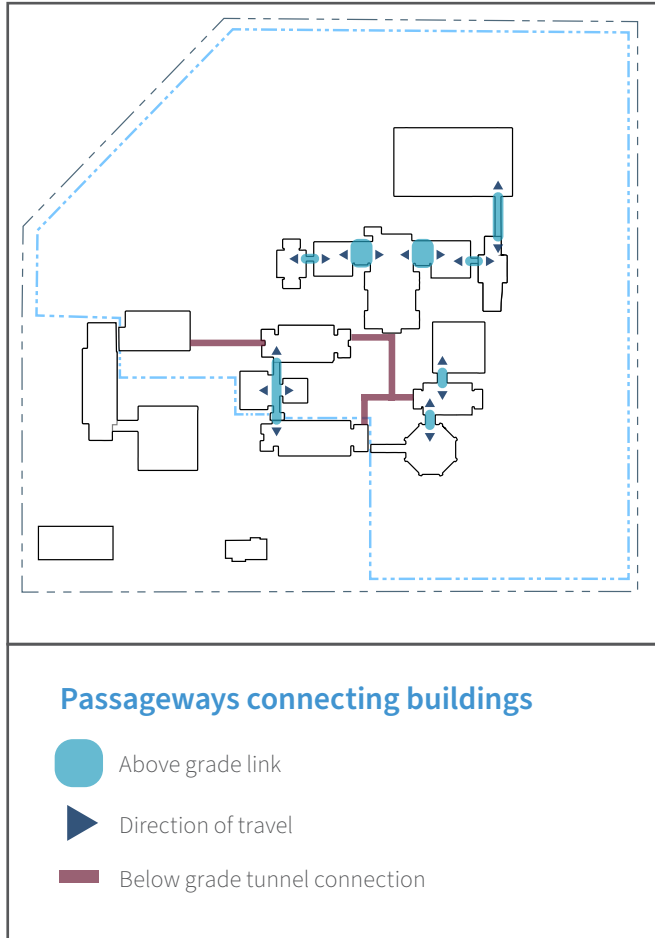 Passageways connecting buildings
Above grade link
Direction of travel
Below grade tunnel connection